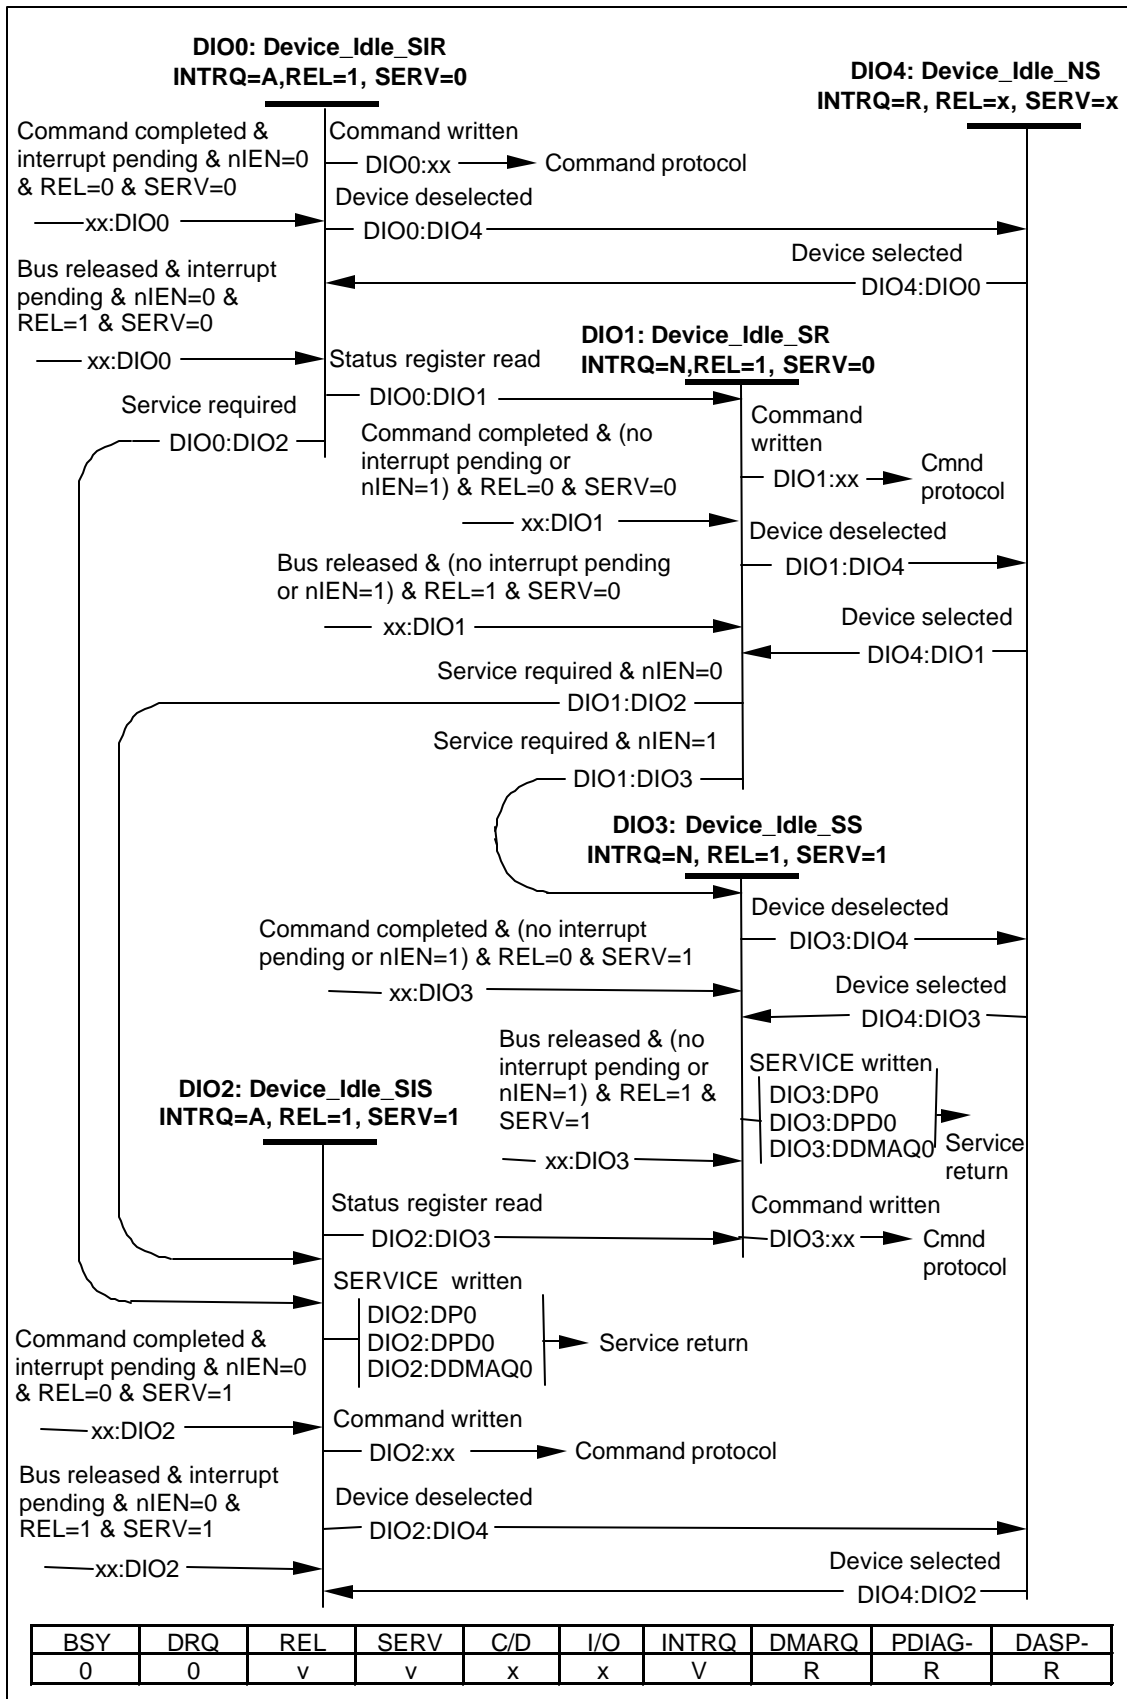 DIO0: Device_Idle_SIR
INTRQ=A,REL=1, SERV=0
DIO4: Device_Idle_NS
INTRQ=R, REL=x, SERV=x
Command completed &
interrupt pending & nIEN=0
& REL=0 & SERV=0
xx:DIO0
Command written
DIO0:xx
Command protocol
Device deselected
DIO0:DIO4
Device selected
DIO4:DIO0
Bus released & interrupt
pending & nIEN=0 &
REL=1 & SERV=0
xx:DIO0
DIO1: Device_Idle_SR
INTRQ=N,REL=1, SERV=0
Status register read
DIO0:DIO1
Service required
DIO0:DIO2
Command
written
DIO1:xx
Cmnd
protocol
Command completed & (no
interrupt pending or
nIEN=1) & REL=0 & SERV=0
xx:DIO1
Device deselected
DIO1:DIO4
Bus released & (no interrupt pending
or nIEN=1) & REL=1 & SERV=0
xx:DIO1
Device selected
DIO4:DIO1
Service required & nIEN=0
DIO1:DIO2
Service required & nIEN=1
DIO1:DIO3
DIO3: Device_Idle_SS
INTRQ=N, REL=1, SERV=1
Device deselected
DIO3:DIO4
Command completed & (no interrupt
pending or nIEN=1) & REL=0 & SERV=1
xx:DIO3
Device selected
DIO4:DIO3
Bus released & (no
interrupt pending or
nIEN=1) & REL=1 &
SERV=1
xx:DIO3
SERVICE written
DIO3:DP0
DIO3:DPD0
DIO3:DDMAQ0
Service
return
DIO2: Device_Idle_SIS
INTRQ=A, REL=1, SERV=1
Status register read
DIO2:DIO3
Command written
DIO3:xx
Cmnd
protocol
SERVICE written
DIO2:DP0
DIO2:DPD0
DIO2:DDMAQ0
Service return
Command completed &
interrupt pending & nIEN=0
& REL=0 & SERV=1
xx:DIO2
Command written
DIO2:xx
Command protocol
Bus released & interrupt
pending & nIEN=0 &
REL=1 & SERV=1
xx:DIO2
Device deselected
DIO2:DIO4
Device selected
DIO4:DIO2
BSY DRQ REL SERV C/D I/O INTRQ DMARQ PDIAG- DASP-
0 0 v v x x V R R R